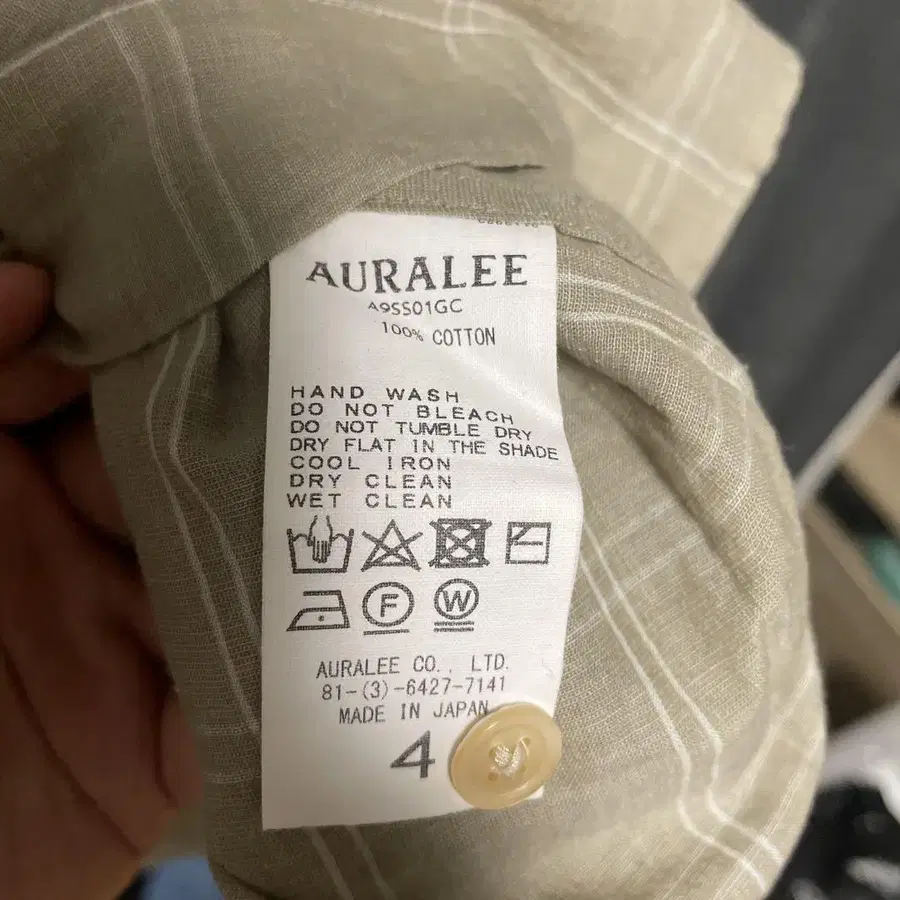 AURALEE
A9SS01GC
100% COTTON
HAND WASH
DO NOT BLEACH
DO NOT TUMBLE DRY
DRY FLAT IN THE SHADE
COOL IRON
DRY CLEAN
WET CLEAN
F W
AURALEE CO., LTD.
81-(3)-6427-7141
MADE IN JAPAN
4